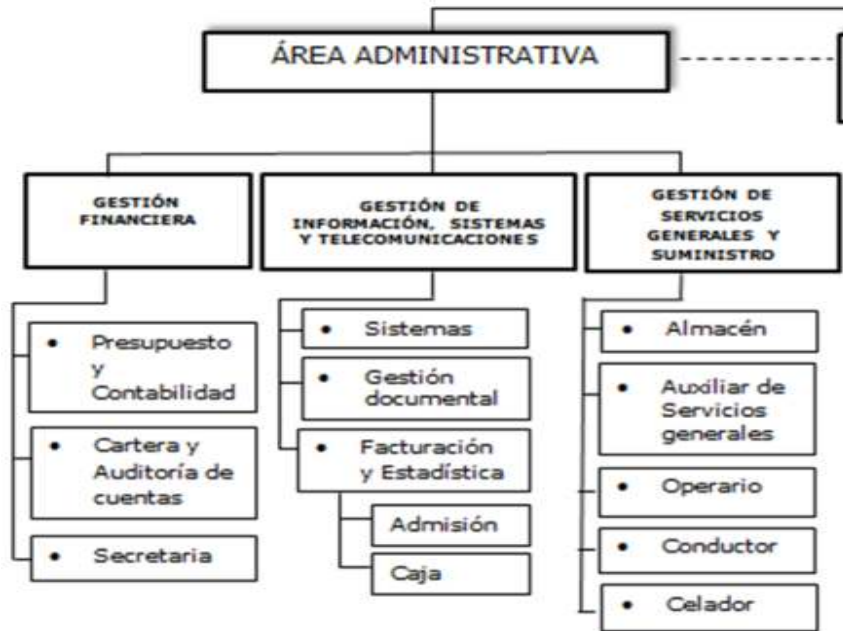 ÁREA ADMINISTRATIVA
GESTIÓN
FINANCIERA
• Presupuesto
y
Contabilidad
• Cartera y
Auditoría de
cuentas
• Secretaria
GESTIÓN DE
INFORMACIÓN, SISTEMAS
Y TELECOMUNICACIONES
• Sistemas
• Gestión
documental
• Facturación
y Estadística
Admisión
Caja
GESTIÓN DE
SERVICIOS
GENERALES Y
SUMINISTRO
• Almacén
• Auxiliar de
Servicios
generales
• Operario
• Conductor
• Celador